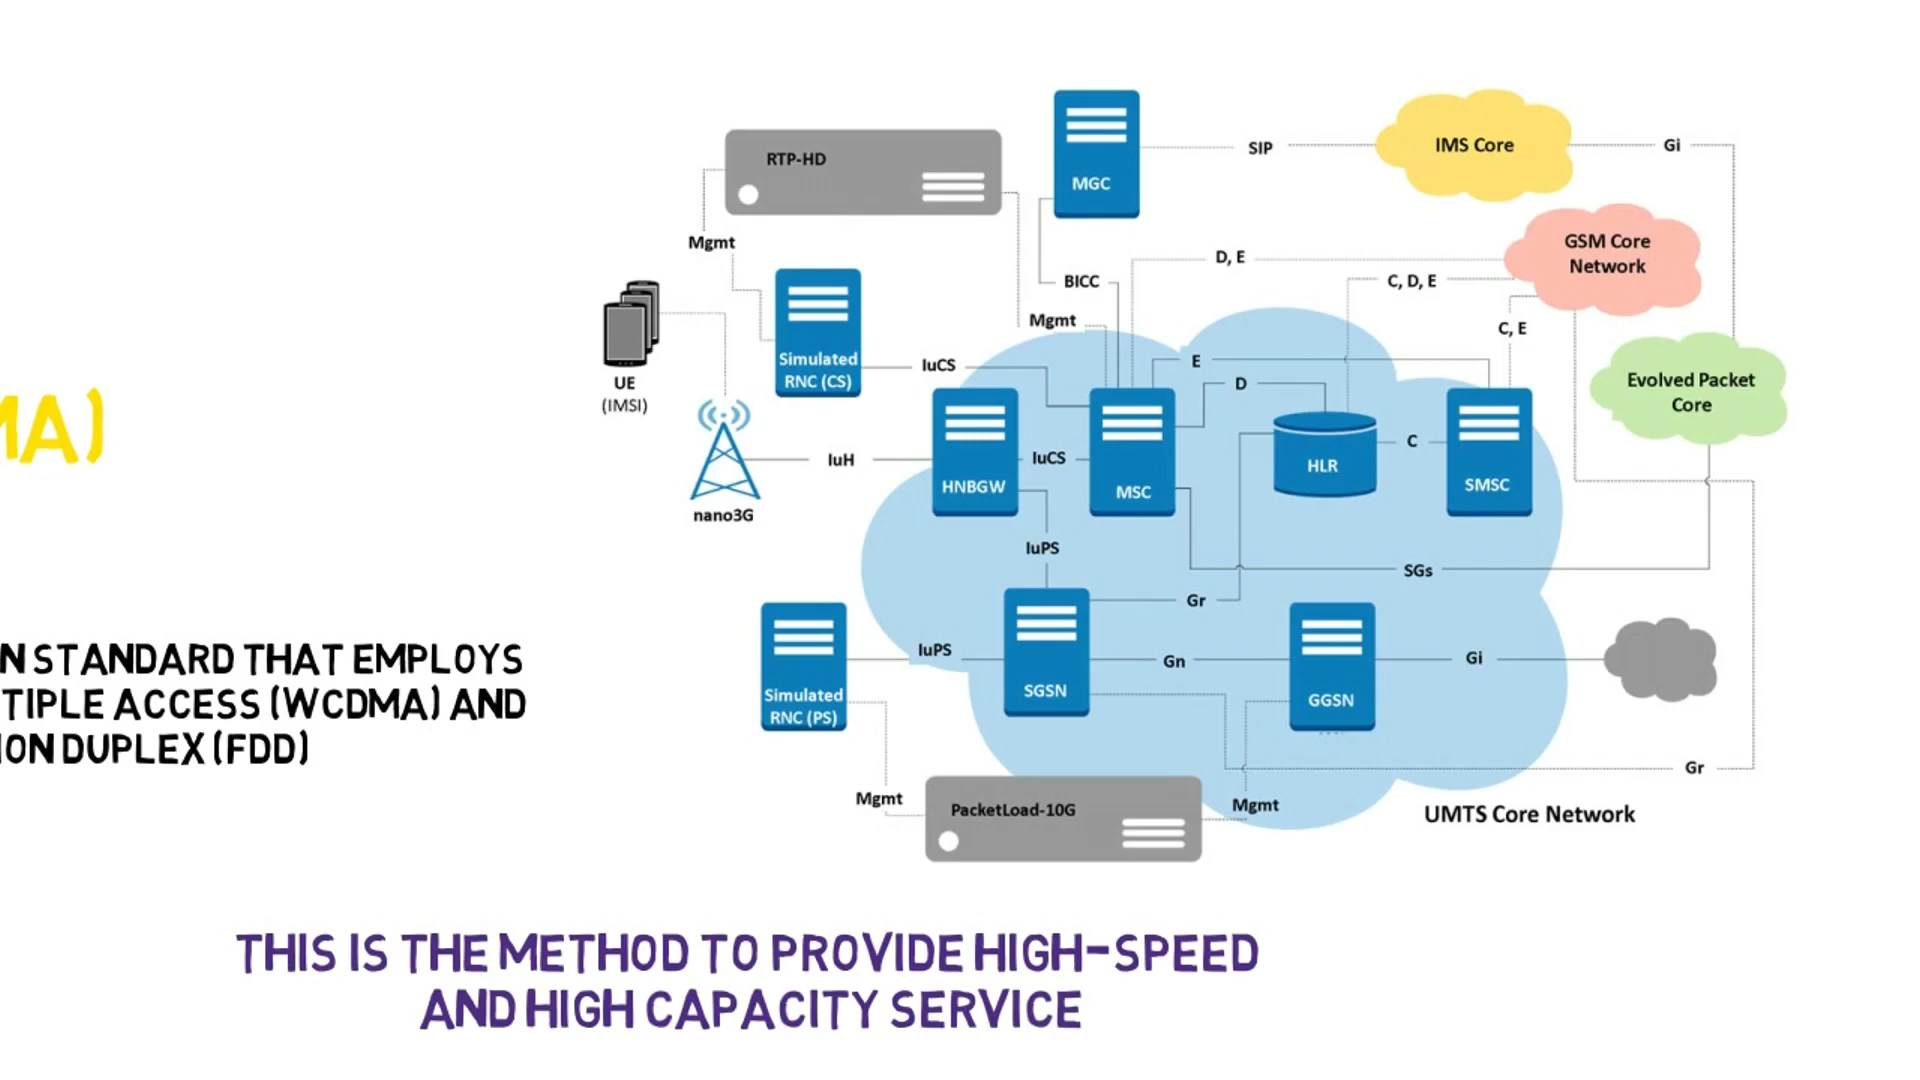 MA)
N STANDARD THAT EMPLOYS
TIPLE ACCESS (WCDMA) AND
ION DUPLEX (FDD)
RTP-HD
MGC
SIP
IMS Core
Gi
Mgmt
GSM Core
Network
D, E
C, D, E
BICC
Mgmt
C, E
Simulated
RNC (CS)
IuCS
E
D
UE
(IMSI)
Evolved Packet
Core
IuH
HNBGW
IuCS
MSC
HLR
C
SMSC
nano3G
IuPS
SGs
Gr
Simulated
RNC (PS)
IuPS
SGSN
Gn
GGSN
Gi
Gr
Mgmt
PacketLoad-10G
Mgmt
UMTS Core Network
THIS IS THE METHOD TO PROVIDE HIGH-SPEED
AND HIGH CAPACITY SERVICE